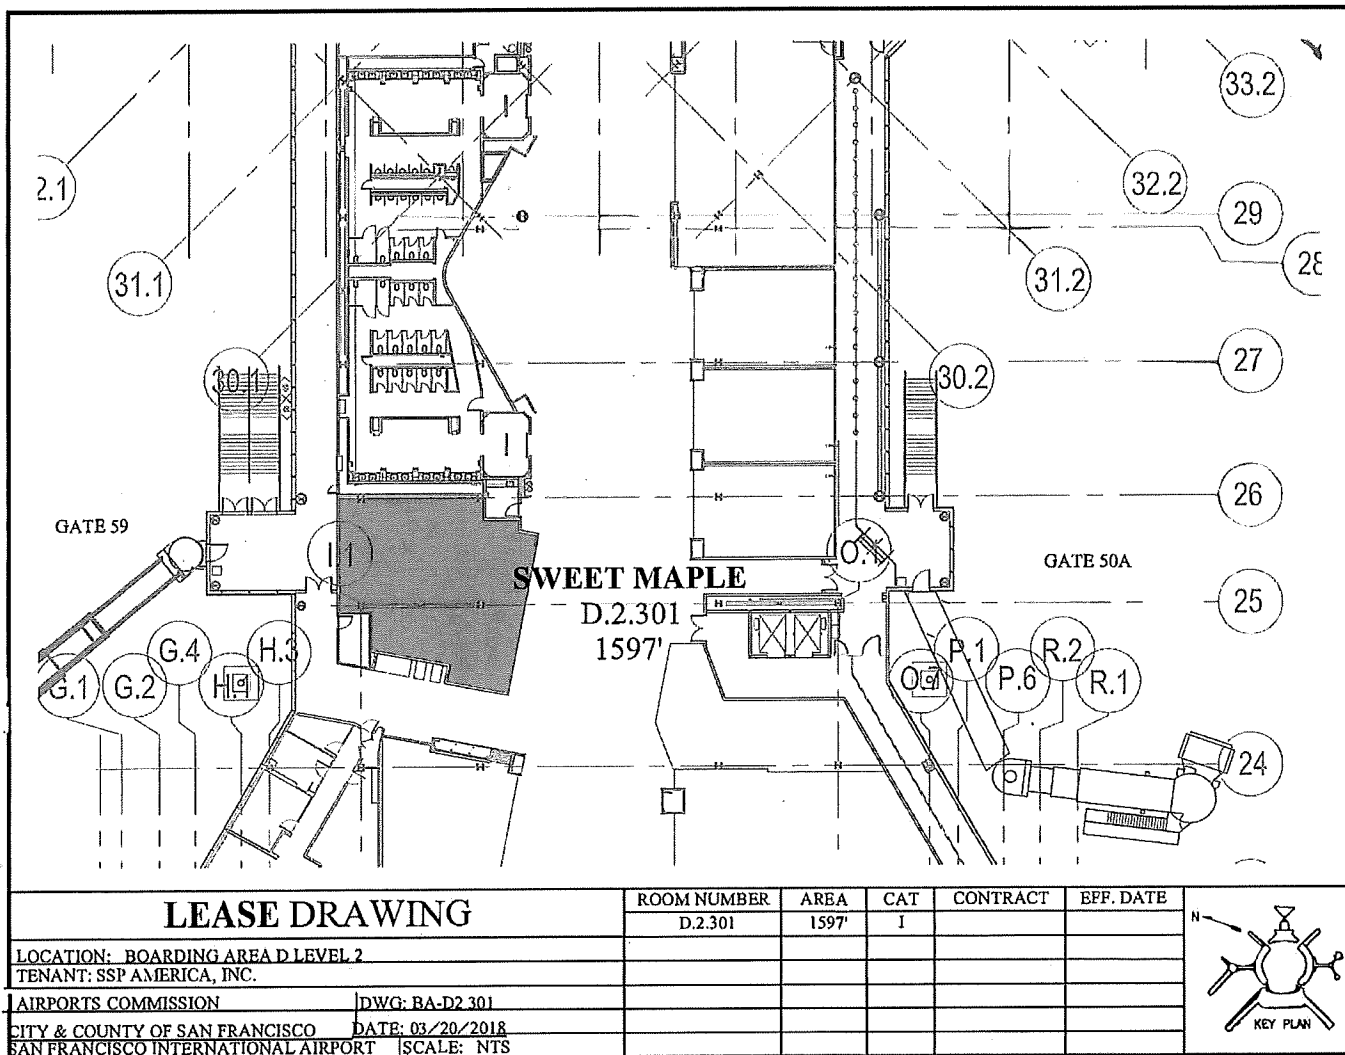 33.2
2.1
32.2
29
31.1
31.2
28
30.1
30.2
27
26
GATE 59
I.1
GATE 50A
SWEET MAPLE
D.2.301
1597'
25
G.4
H.3
P.1
R.2
G.1
G.2
P.6
R.1
24
LEASE DRAWING
LOCATION: BOARDING AREA D LEVEL 2
TENANT: SSP AMERICA, INC.
AIRPORTS COMMISSION DWG: BA-D2 301
CITY & COUNTY OF SAN FRANCISCO DATE: 03/20/2018
SAN FRANCISCO INTERNATIONAL AIRPORT SCALE: NTS
ROOM NUMBER AREA CAT CONTRACT EFF. DATE
D.2.301 1597' I
N
KEY PLAN